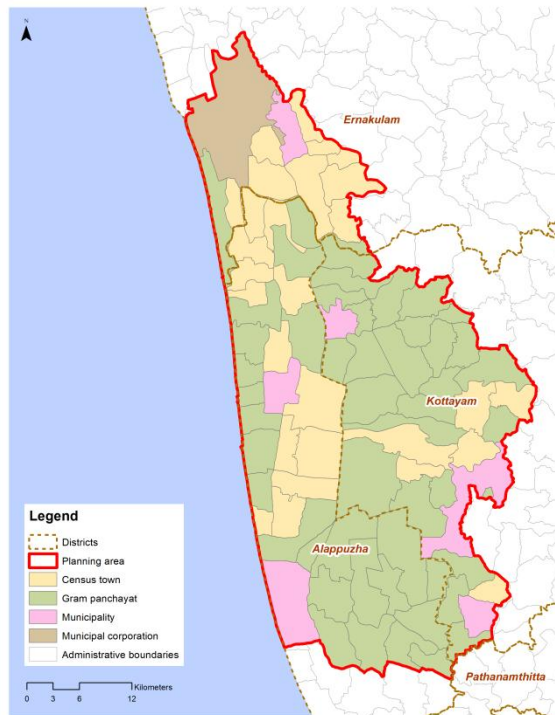 N
Ernakulam
Kottayam
Alappuzha
Pathanamthitta
Legend
Districts
Planning area
Census town
Gram panchayat
Municipality
Municipal corporation
Administrative boundaries
0 3 6 12 Kilometers